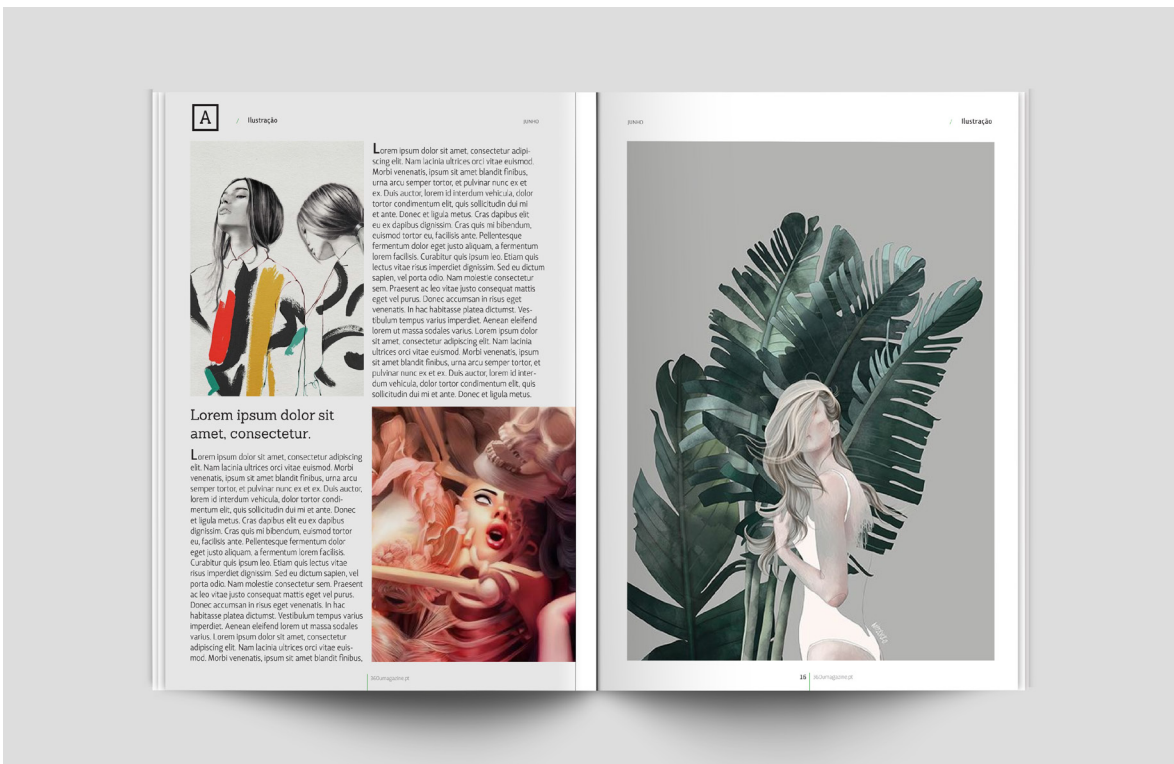 A
/ Ilustração
JUNHO
Lorem ipsum dolor sit
amet, consectetur.
Lorem ipsum dolor sit amet, consectetur adipiscing
elit. Nam lacinia ultrices orci vitae euismod. Morbi
venenatis, ipsum sit amet blandit finibus, urna arcu
semper tortor, et pulvinar nunc ex et ex. Duis auctor,
lorem id interdum vehicula, dolor tortor condi-
mentum elit, quis sollicitudin dui mi et ante. Donec
et ligula metus. Cras dapibus elit eu ex dapibus
dignissim. Cras quis mi bibendum, euismod tortor
eu, facilisis ante. Pellentesque fermentum dolor
eget justo aliquam, a fermentum lorem facilisis.
Curabitur quis ipsum leo. Etiam quis lectus vitae
risus imperdiet dignissim. Sed eu dictum sapien, vel
porta odio. Nam molestie consectetur sem. Praesent
ac leo vitae justo consequat mattis eget vel purus.
Donec accumsan in risus eget venenatis. In hac
habitasse platea dictumst. Vestibulum tempus varius
imperdiet. Aenean eleifend lorem ut massa sodales
varius. Lorem ipsum dolor sit amet, consectetur
adipiscing elit. Nam lacinia ultrices orci vitae euis-
mod. Morbi venenatis, ipsum sit amet blandit finibus,
Lorem ipsum dolor sit amet, consectetur adipi-
scing elit. Nam lacinia ultrices orci vitae euismod.
Morbi venenatis, ipsum sit amet blandit finibus,
urna arcu semper tortor, et pulvinar nunc ex et
ex. Duis auctor, lorem id interdum vehicula, dolor
tortor condimentum elit, quis sollicitudin dui mi
et ante. Donec et ligula metus. Cras dapibus elit
eu ex dapibus dignissim. Cras quis mi bibendum,
euismod tortor eu, facilisis ante. Pellentesque
fermentum dolor eget justo aliquam, a fermentum
lorem facilisis. Curabitur quis ipsum leo. Etiam quis
lectus vitae risus imperdiet dignissim. Sed eu dictum
sapien, vel porta odio. Nam molestie consectetur
sem. Praesent ac leo vitae justo consequat mattis
eget vel purus. Donec accumsan in risus eget
venenatis. In hac habitasse platea dictumst. Ves-
tibulum tempus varius imperdiet. Aenean eleifend
lorem ut massa sodales varius. Lorem ipsum dolor
sit amet, consectetur adipiscing elit. Nam lacinia
ultrices orci vitae euismod. Morbi venenatis, ipsum
sit amet blandit finibus, urna arcu semper tortor, et
pulvinar nunc ex et ex. Duis auctor, lorem id inter-
dum vehicula, dolor tortor condimentum elit, quis
sollicitudin dui mi et ante. Donec et ligula metus.
JUNHO
/ Ilustração
16